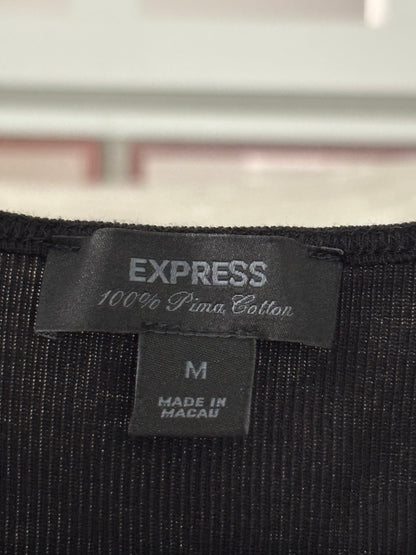 EXPRESS
100% Pima Cotton
M
MADE IN
MACAU